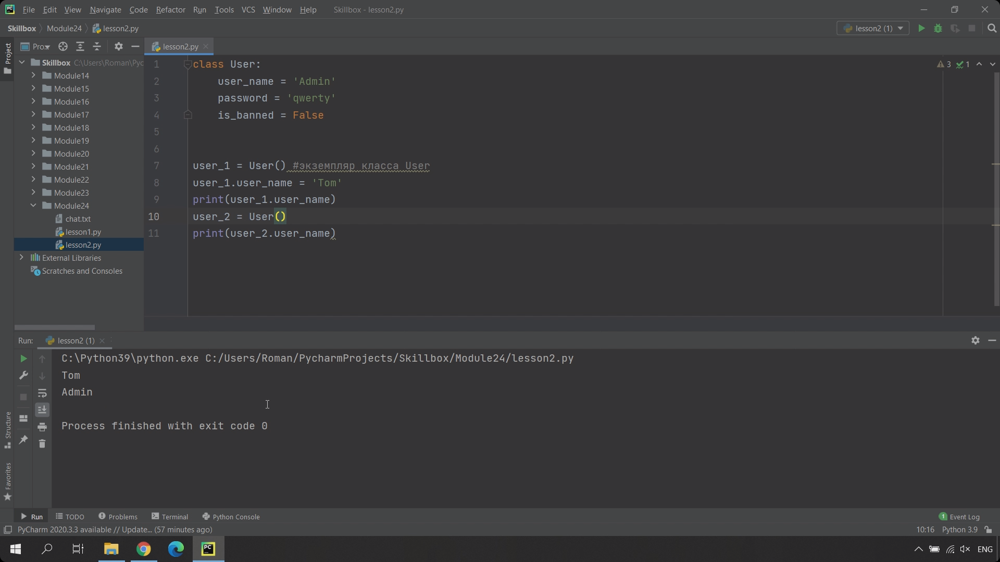 File Edit View Navigate Code Refactor Run Tools VCS Window Help Skillbox - lesson2.py
Skillbox Module24 lesson2.py lesson2 (1)
Project
Pro... lesson2.py
Skillbox C:\Users\Roman\Pyc
Module14
Module15
Module16
Module17
Module18
Module19
Module20
Module21
Module22
Module23
Module24
chat.txt
lesson1.py
lesson2.py
External Libraries
Scratches and Consoles
3 1
1 class User:
2 user_name = 'Admin'
3 password = 'qwerty'
4 is_banned = False
5
6
7 user_1 = User() #экземпляр класса User
8 user_1.user_name = 'Tom'
9 print(user_1.user_name)
10 user_2 = User()
11 print(user_2.user_name)
Run: lesson2 (1)
C:\Python39\python.exe C:/Users/Roman/PycharmProjects/Skillbox/Module24/lesson2.py
Tom
Admin
Process finished with exit code 0
Structure
Favorites
Run TODO Problems Terminal Python Console 1 Event Log
PyCharm 2020.3.3 available // Update... (57 minutes ago) 10:16 Python 3.9
PC ENG